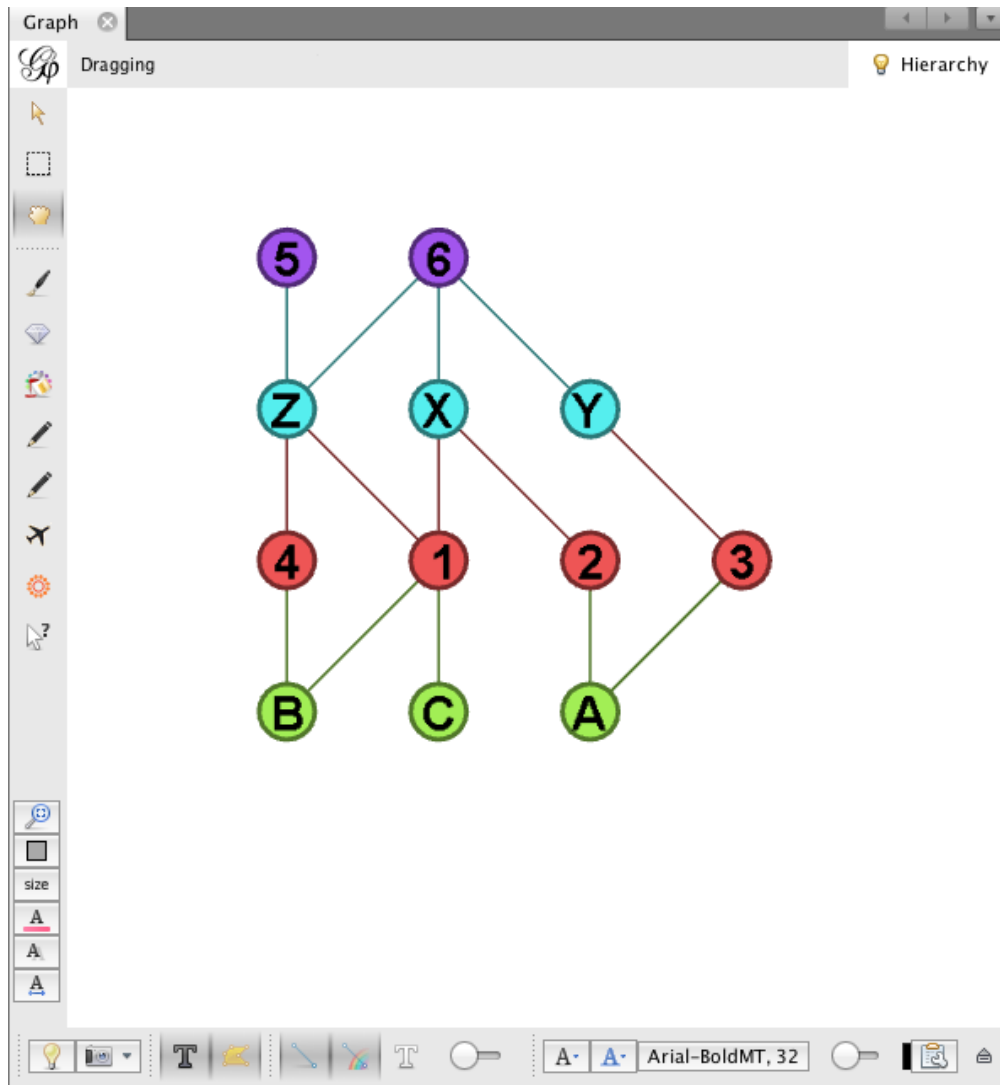 Graph
Dragging
Hierarchy
5 6
Z X Y
4 1 2 3
B C A
size
A
A
A
?
T T A A Arial-BoldMT, 32